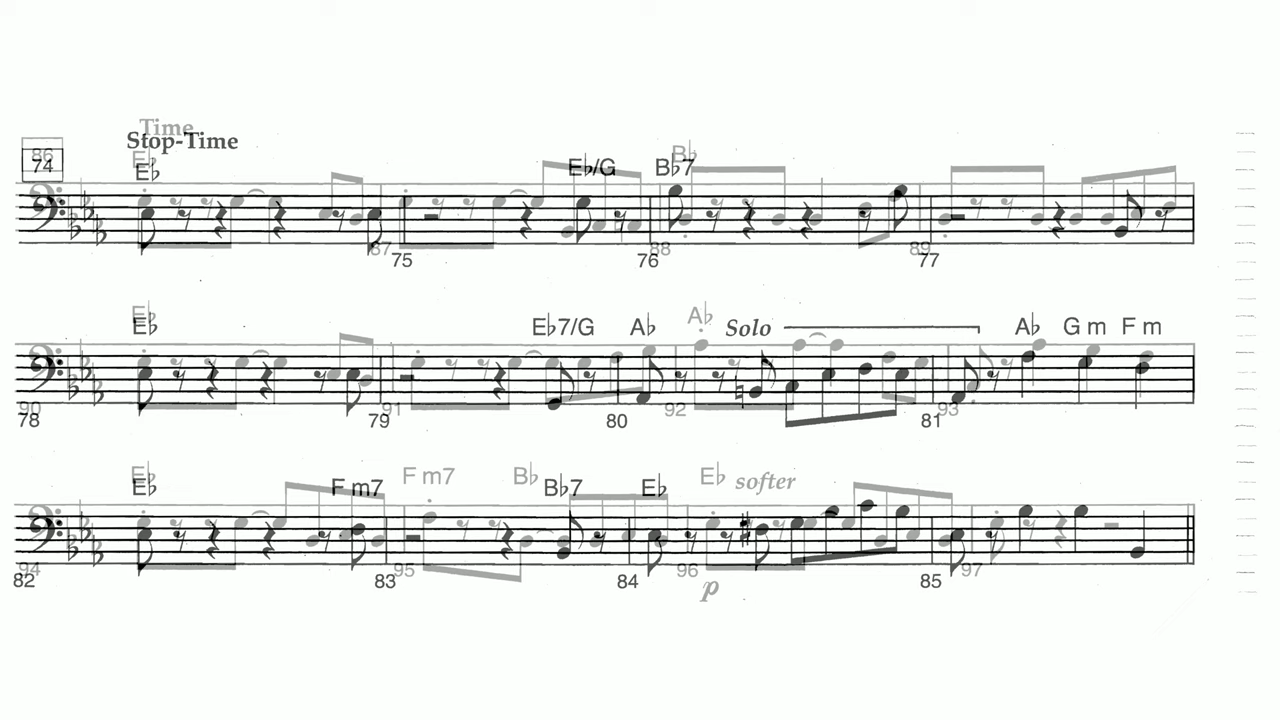 Time
Stop-Time
86
74
E♭
E♭
E♭/G
B♭7
B♭
87
75
88
76
89
77
E♭
E♭
E♭7/G
A♭
A♭
Solo
A♭
G m
F m
90
78
91
79
80
92
81
93
E♭
E♭
F m7
F m7
B♭
B♭7
E♭
E♭
softer
94
82
95
83
84
96
p
85
97